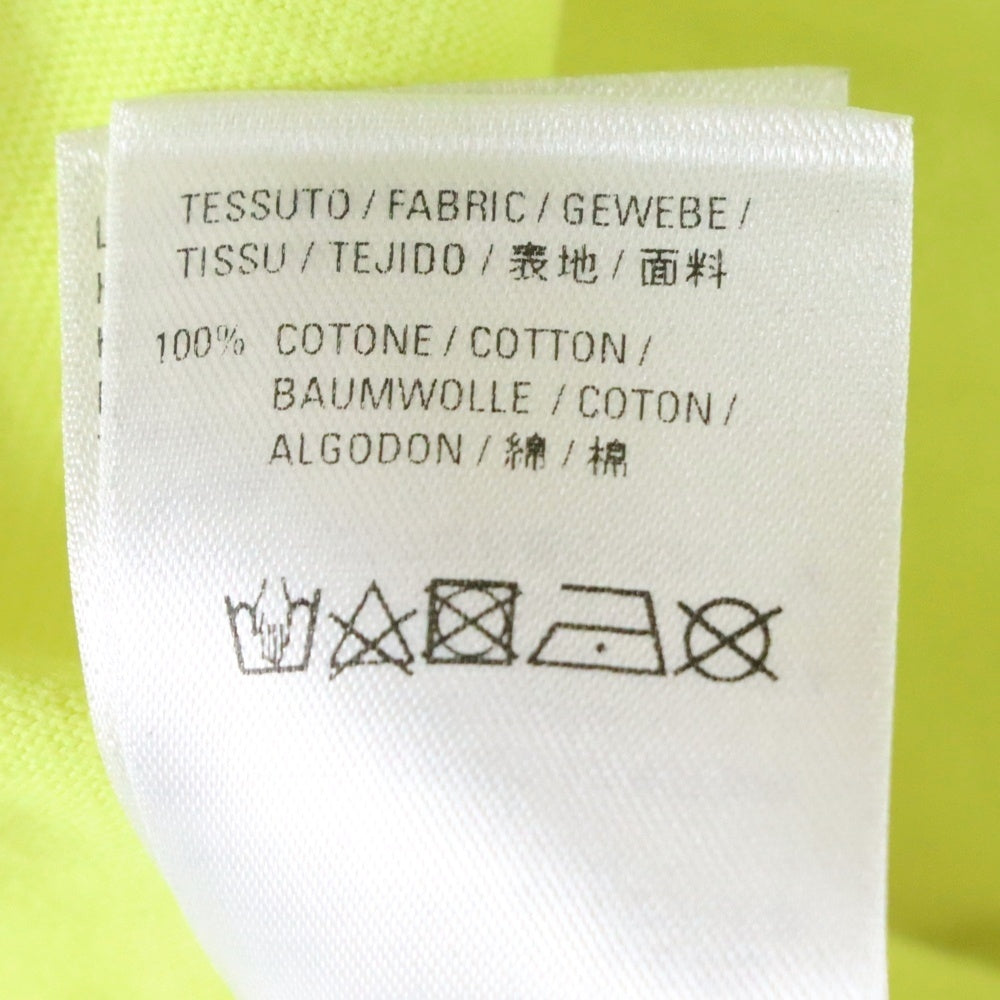 TESSUTO / FABRIC / GEWEBE /
TISSU / TEJIDO / 表地 / 面料
100% COTONE / COTTON /
BAUMWOLLE / COTON /
ALGODON / 綿 / 棉